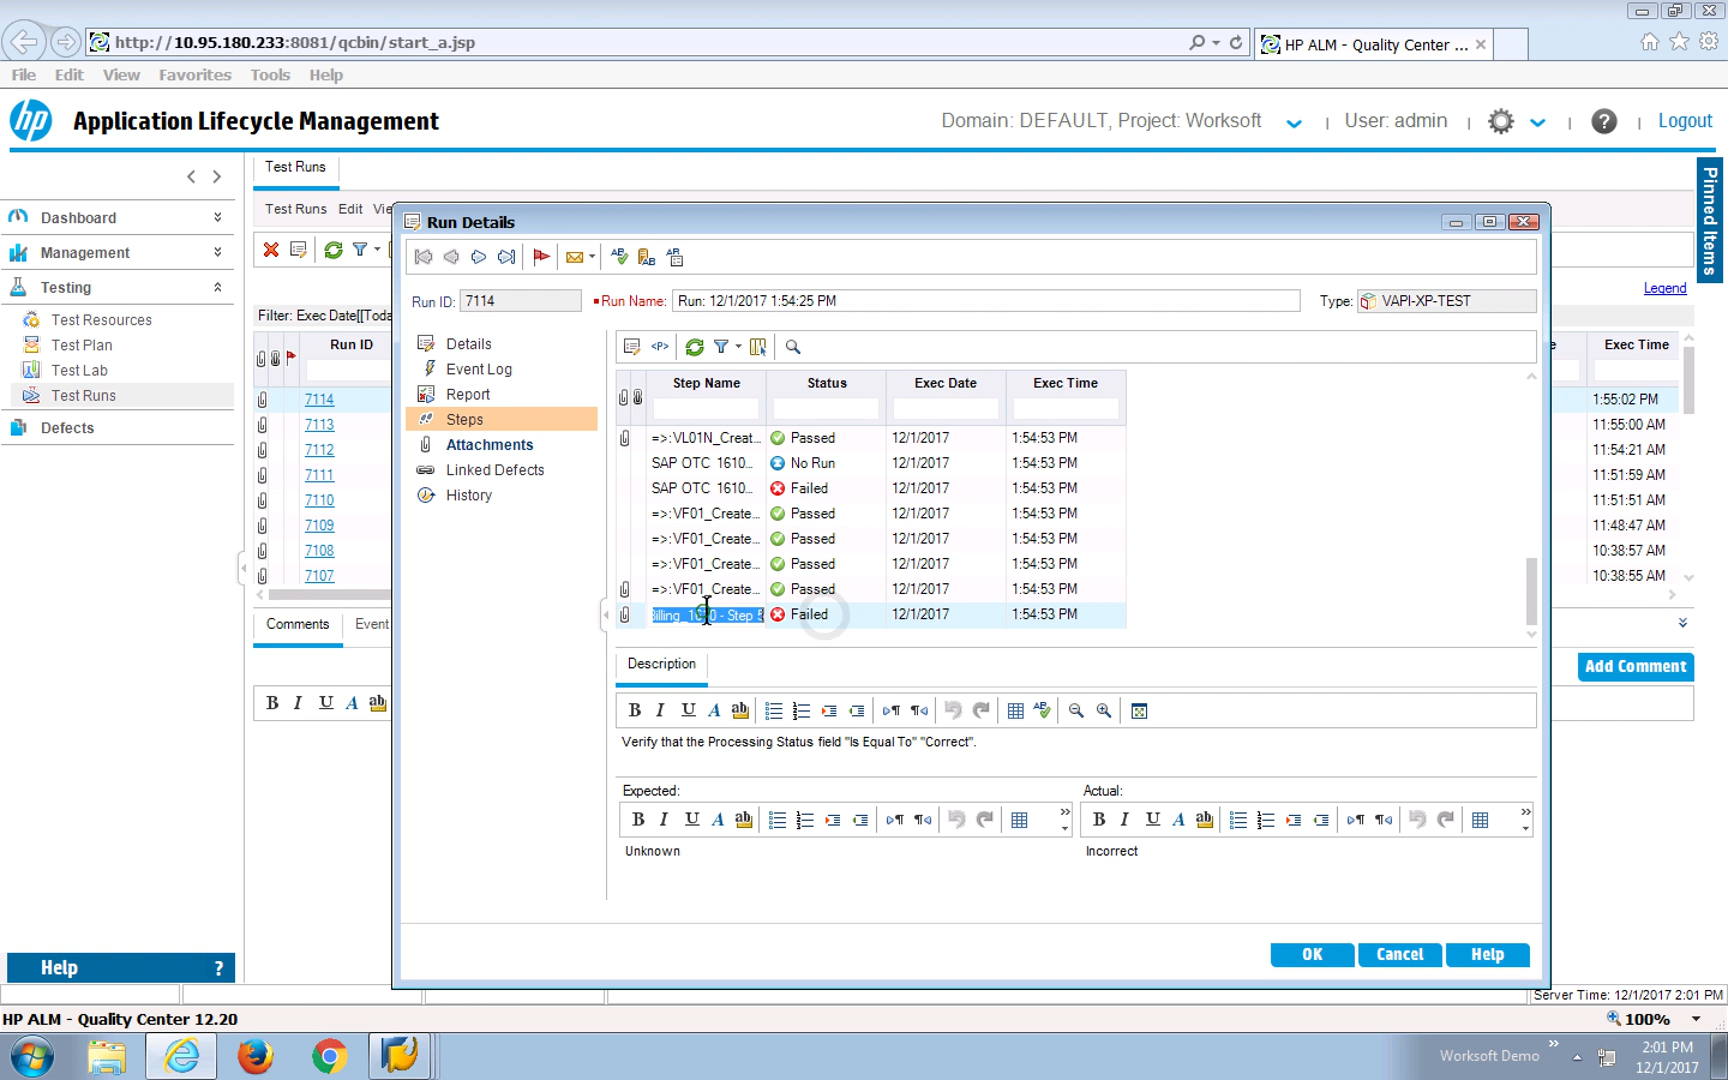 http://10.95.180.233:8081/qcbin/start_a.jsp
HP ALM - Quality Center ...
File Edit View Favorites Tools Help
hp Application Lifecycle Management
Domain: DEFAULT, Project: Worksoft | User: admin | ? | Logout
Pinned Items
Test Runs
Dashboard
Management
Testing
Test Resources
Test Plan
Test Lab
Test Runs
Defects
Test Runs Edit Vie
Legend
Filter: Exec Date[[Toda
Run ID
7114
7113
7112
7111
7110
7109
7108
7107
e Exec Time
1:55:02 PM
11:55:00 AM
11:54:21 AM
11:51:59 AM
11:51:51 AM
11:48:47 AM
10:38:57 AM
10:38:55 AM
Comments Event
Add Comment
B I U A ab
Run Details
Run ID: 7114 Run Name: Run: 12/1/2017 1:54:25 PM Type: VAPI-XP-TEST
Details
Event Log
Report
Steps
Attachments
Linked Defects
History
<P>
Step Name Status Exec Date Exec Time
=>:VL01N_Creat... Passed 12/1/2017 1:54:53 PM
SAP OTC 1610... No Run 12/1/2017 1:54:53 PM
SAP OTC 1610... Failed 12/1/2017 1:54:53 PM
=>:VF01_Create... Passed 12/1/2017 1:54:53 PM
=>:VF01_Create... Passed 12/1/2017 1:54:53 PM
=>:VF01_Create... Passed 12/1/2017 1:54:53 PM
=>:VF01_Create... Passed 12/1/2017 1:54:53 PM
- Step 5 Failed 12/1/2017 1:54:53 PM
Description
B I U A ab
Verify that the Processing Status field "Is Equal To" "Correct".
Expected: Actual:
B I U A ab B I U A ab
Unknown Incorrect
OK Cancel Help
Help ?
Server Time: 12/1/2017 2:01 PM
HP ALM - Quality Center 12.20
100%
Worksoft Demo
2:01 PM
12/1/2017